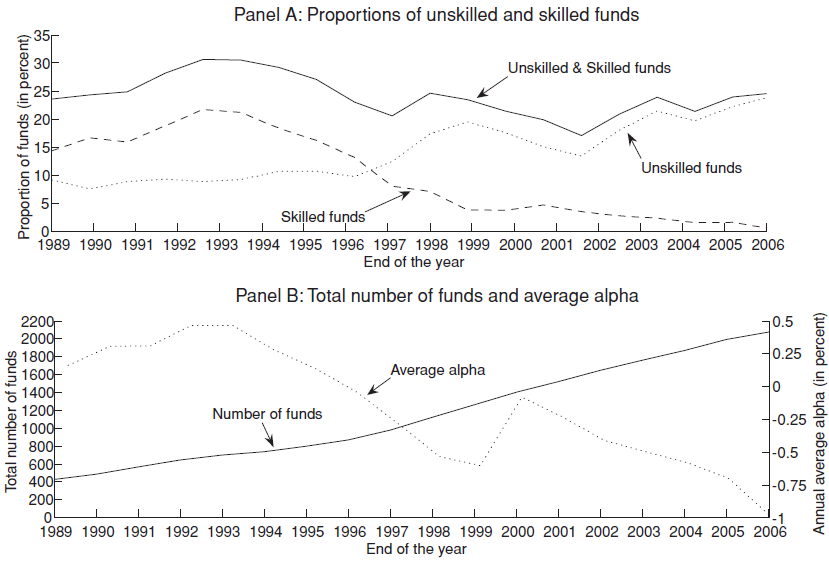 Panel A: Proportions of unskilled and skilled funds
Proportion of funds (in percent)
35
30
25
20
15
10
5
0
Unskilled & Skilled funds
Unskilled funds
Skilled funds
1989 1990 1991 1992 1993 1994 1995 1996 1997 1998 1999 2000 2001 2002 2003 2004 2005 2006
End of the year
Panel B: Total number of funds and average alpha
Total number of funds
2200
2000
1800
1600
1400
1200
1000
800
600
400
200
0
Average alpha
Number of funds
0.5
0.25
0
-0.25
-0.5
-0.75
-1
Annual average alpha (in percent)
1989 1990 1991 1992 1993 1994 1995 1996 1997 1998 1999 2000 2001 2002 2003 2004 2005 2006
End of the year